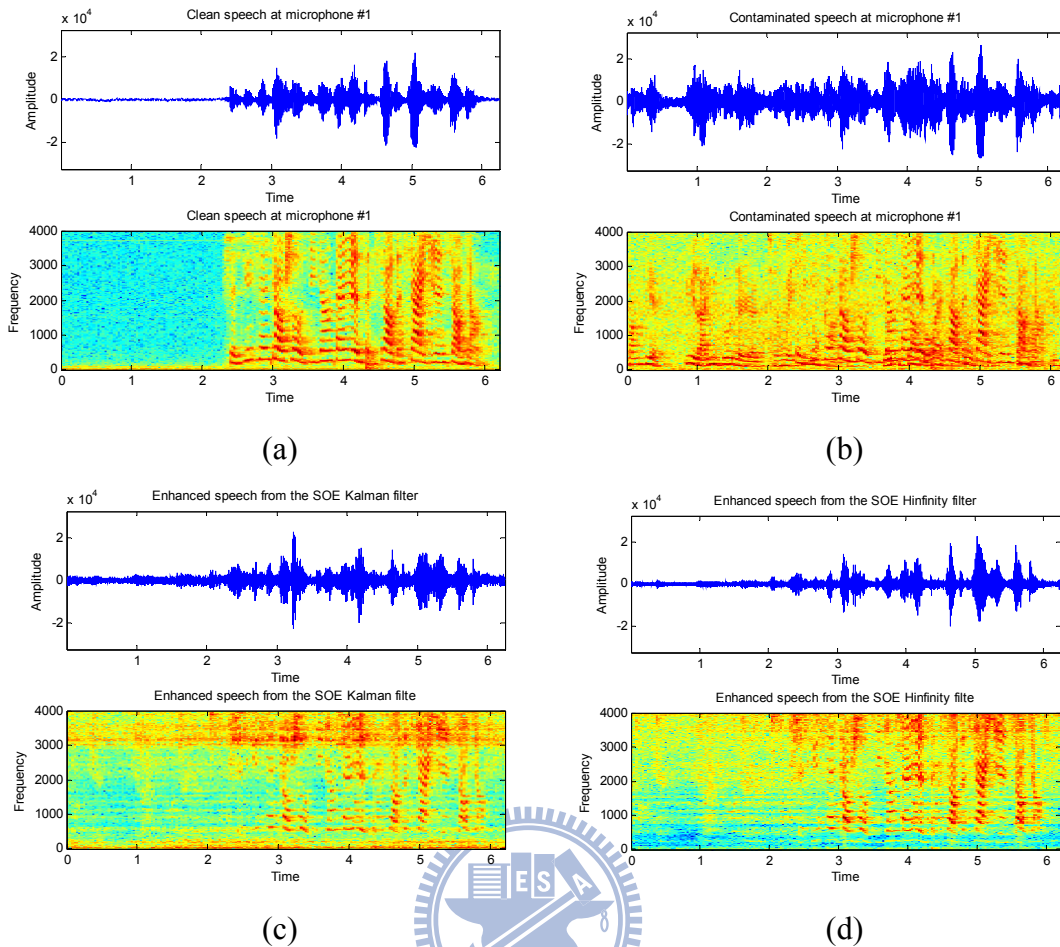 Clean speech at microphone #1
x 10^4
Amplitude
2
0
-2
1 2 3 4 5 6
Time
Clean speech at microphone #1
Frequency
4000
3000
2000
1000
0
0 1 2 3 4 5 6
Time
(a)
Contaminated speech at microphone #1
x 10^4
Amplitude
2
0
-2
1 2 3 4 5 6
Time
Contaminated speech at microphone #1
Frequency
4000
3000
2000
1000
0
0 1 2 3 4 5 6
Time
(b)
Enhanced speech from the SOE Kalman filter
x 10^4
Amplitude
2
0
-2
1 2 3 4 5 6
Time
Enhanced speech from the SOE Kalman filte
Frequency
4000
3000
2000
1000
0
0 1 2 3 4 5 6
Time
(c)
Enhanced speech from the SOE Hinfinity filter
x 10^4
Amplitude
2
0
-2
1 2 3 4 5 6
Time
Enhanced speech from the SOE Hinfinity filte
Frequency
4000
3000
2000
1000
0
0 1 2 3 4 5 6
Time
(d)
E S A
8